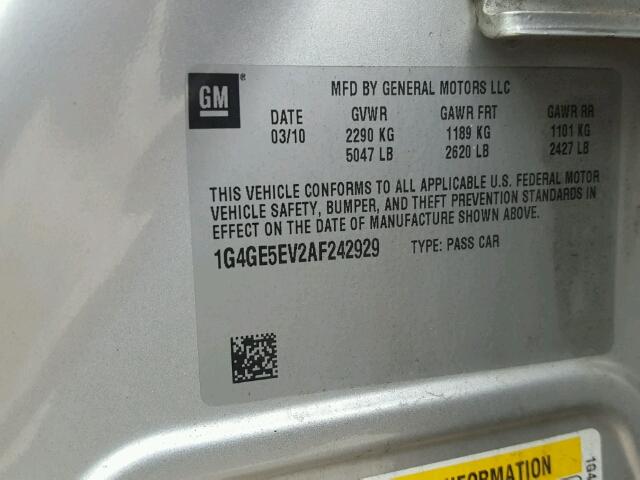 GM ®
MFD BY GENERAL MOTORS LLC
DATE GVWR GAWR FRT GAWR RR
03/10 2290 KG 1189 KG 1101 KG
5047 LB 2620 LB 2427 LB
THIS VEHICLE CONFORMS TO ALL APPLICABLE U.S. FEDERAL MOTOR
VEHICLE SAFETY, BUMPER, AND THEFT PREVENTION STANDARDS IN
EFFECT ON THE DATE OF MANUFACTURE SHOWN ABOVE.
1G4GE5EV2AF242929 TYPE: PASS CAR